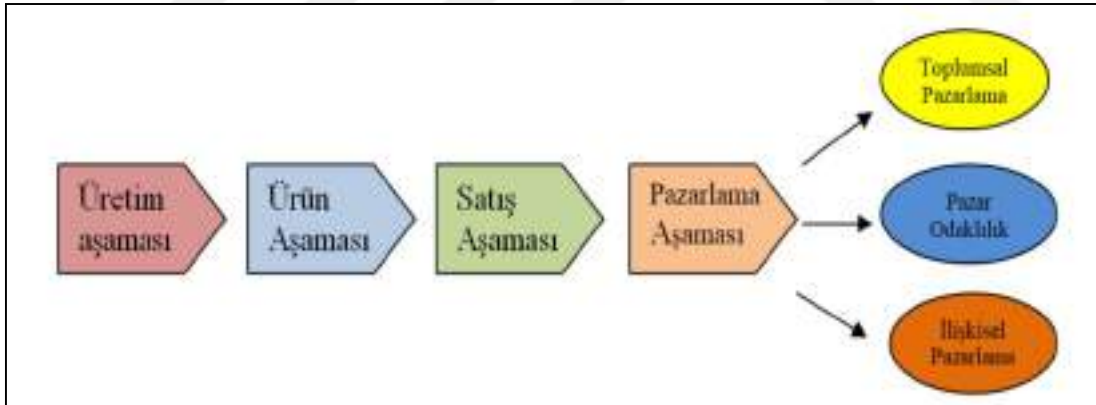 Üretim
aşaması
Ürün
Aşaması
Satış
Aşaması
Pazarlama
Aşaması
Toplumsal
Pazarlama
Pazar
Odaklılık
İlişkisel
Pazarlama